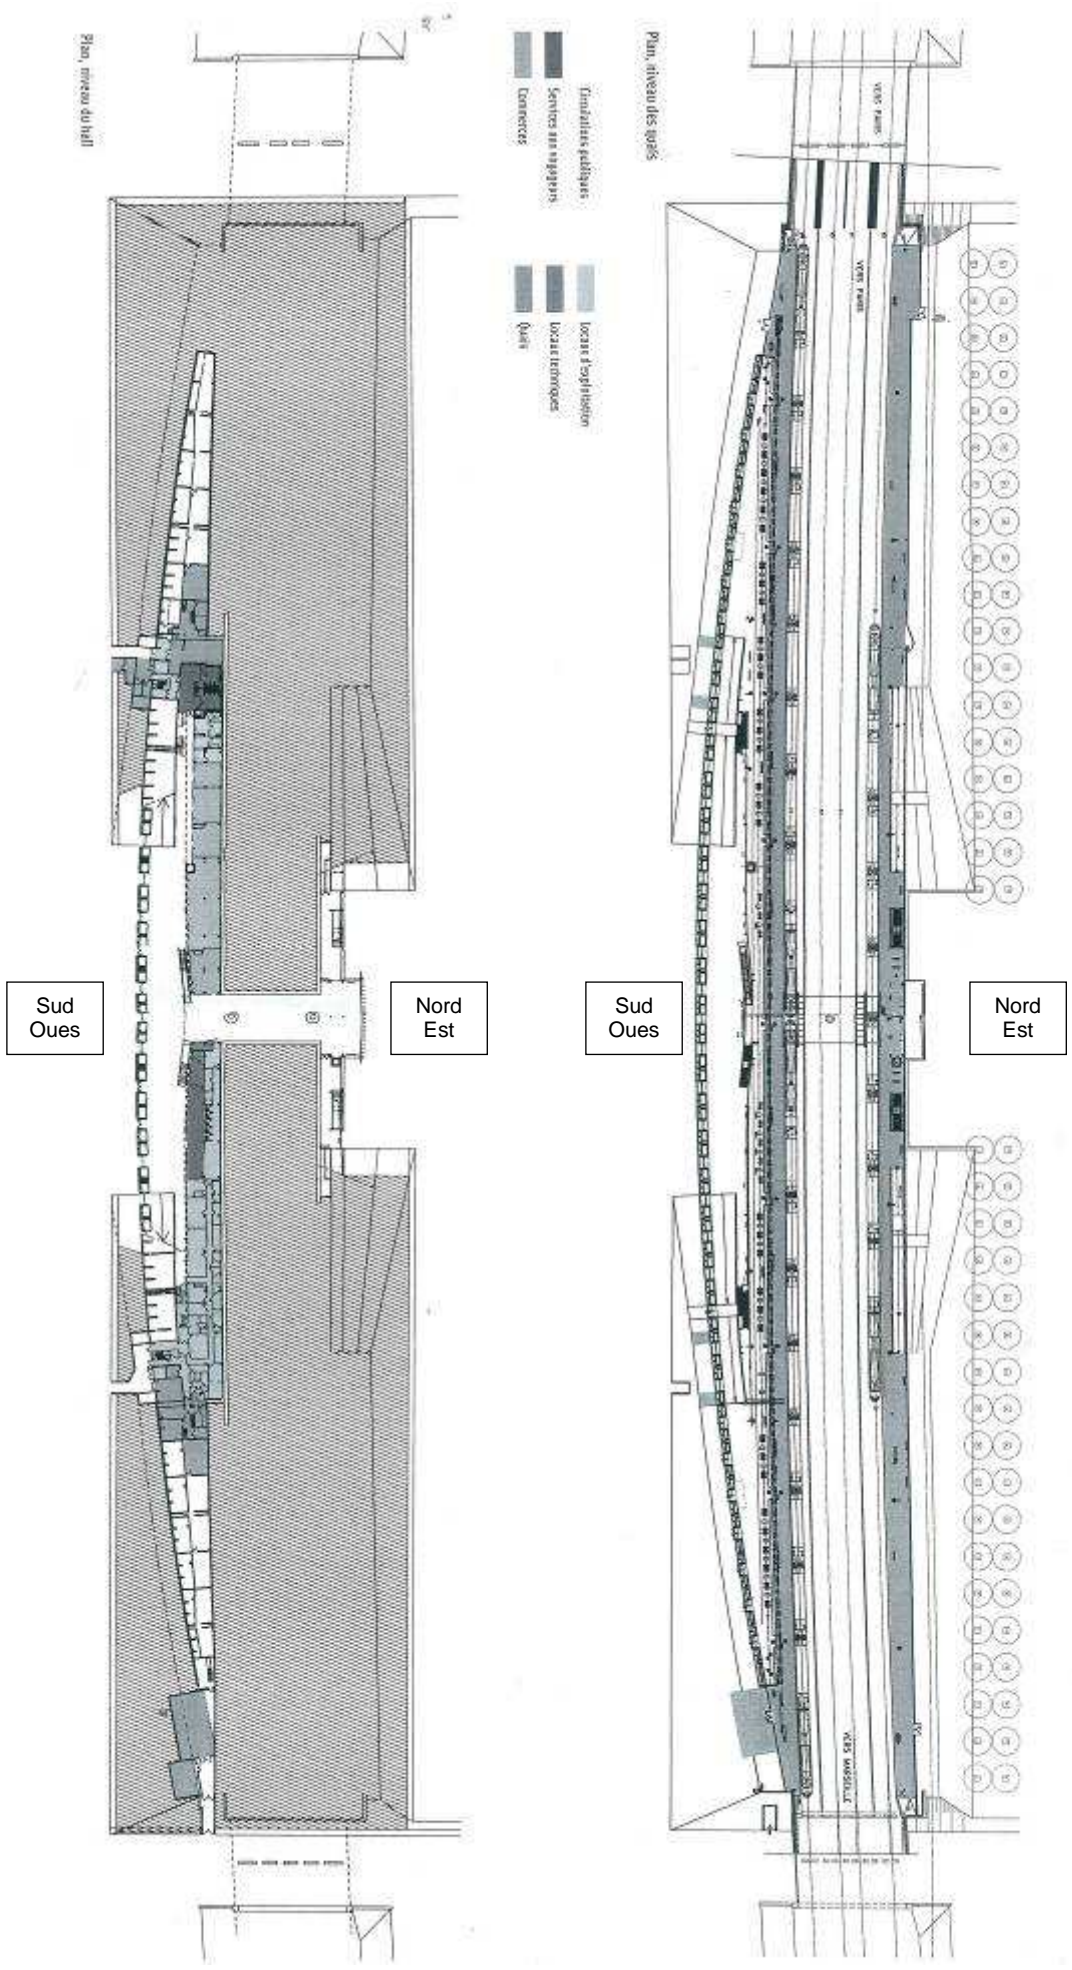 Plan, niveau du hall
Circulations publiques
Services aux voyageurs
Commerces
Locaux d'exploitation
Locaux techniques
Quais
Plan, niveau des quais
VERS PARIS
VERS PARIS
VERS MARSEILLE
Sud
Oues
Nord
Est
Sud
Oues
Nord
Est